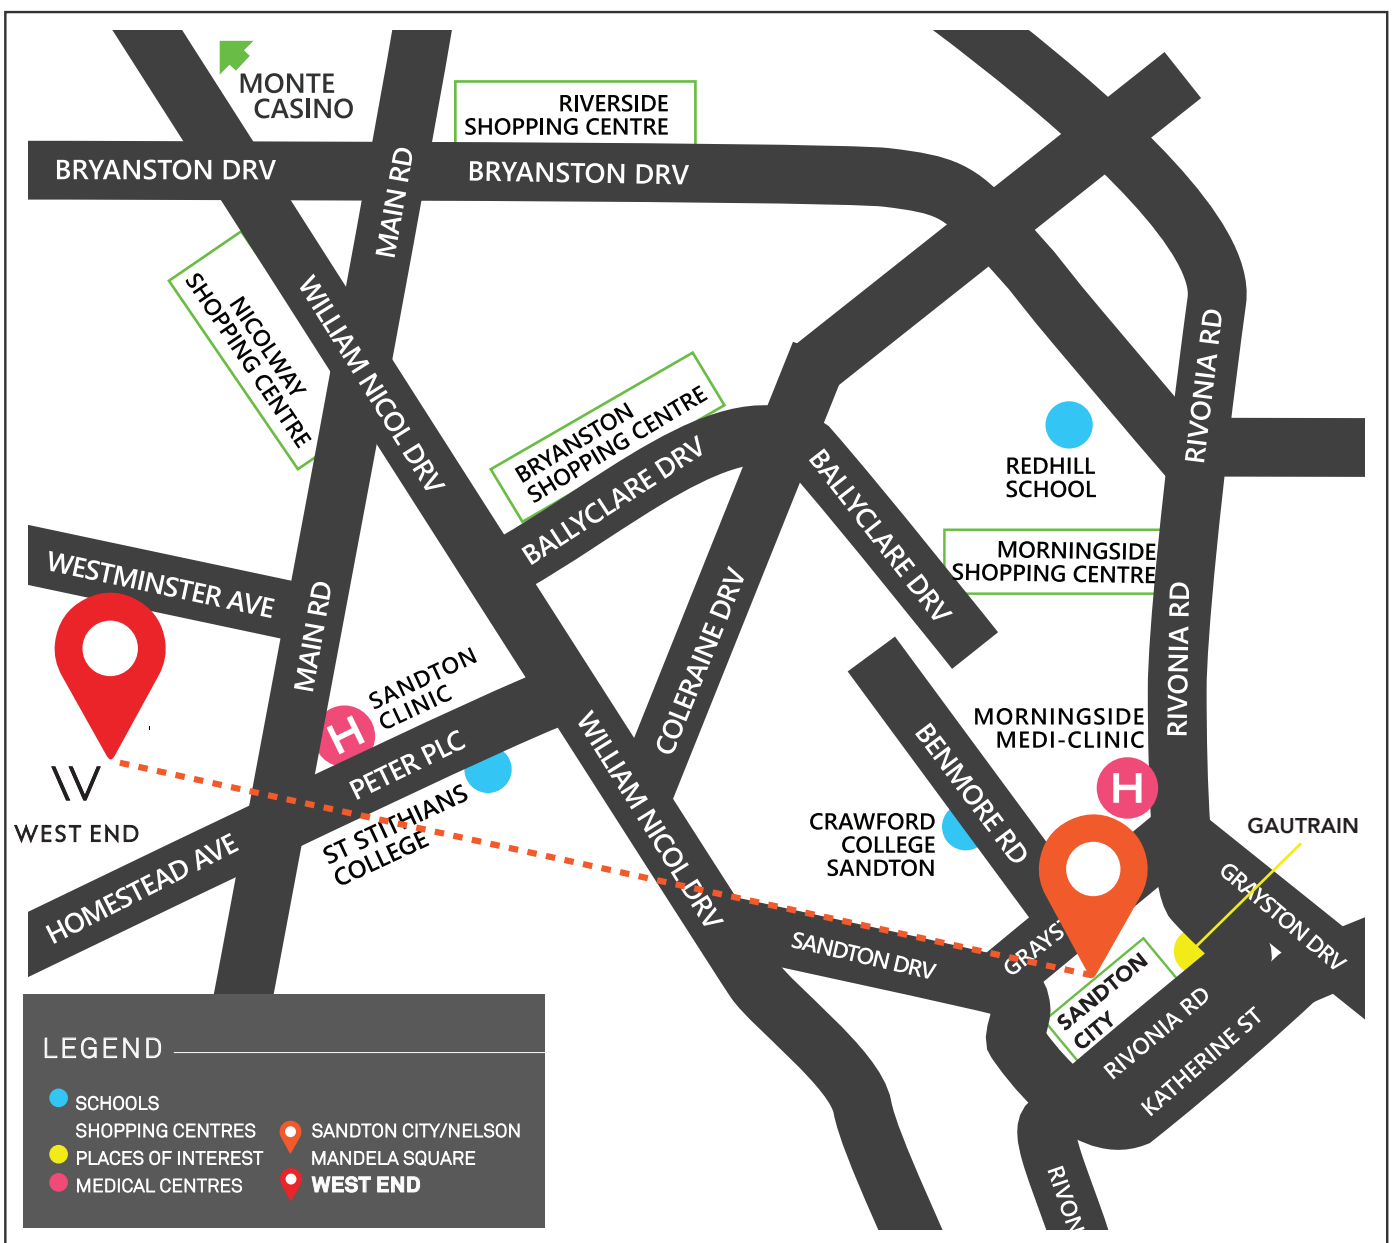 MONTE
CASINO
RIVERSIDE
SHOPPING CENTRE
BRYANSTON DRV
BRYANSTON DRV
MAIN RD
NICOLWAY
SHOPPING CENTRE
WILLIAM NICOL DRV
RIVONIA RD
BRYANSTON
SHOPPING CENTRE
BALLYCLARE DRV
BALLYCLARE DRV
REDHILL
SCHOOL
MORNINGSIDE
SHOPPING CENTRE
WESTMINSTER AVE
MAIN RD
COLERAINE DRV
RIVONIA RD
SANDTON
CLINIC
PETER PLC
ST STITHIANS
COLLEGE
WILLIAM NICOL DRV
BENMORE RD
MORNINGSIDE
MEDI-CLINIC
H
H
WEST END
HOMESTEAD AVE
CRAWFORD
COLLEGE
SANDTON
GAUTRAIN
GRAYSTON DRV
SANDTON DRV
GRAYST
SANDTON
CITY
RIVONIA RD
KATHERINE ST
RIVON
LEGEND
SCHOOLS
SHOPPING CENTRES
PLACES OF INTEREST
MEDICAL CENTRES
SANDTON CITY/NELSON
MANDELA SQUARE
WEST END